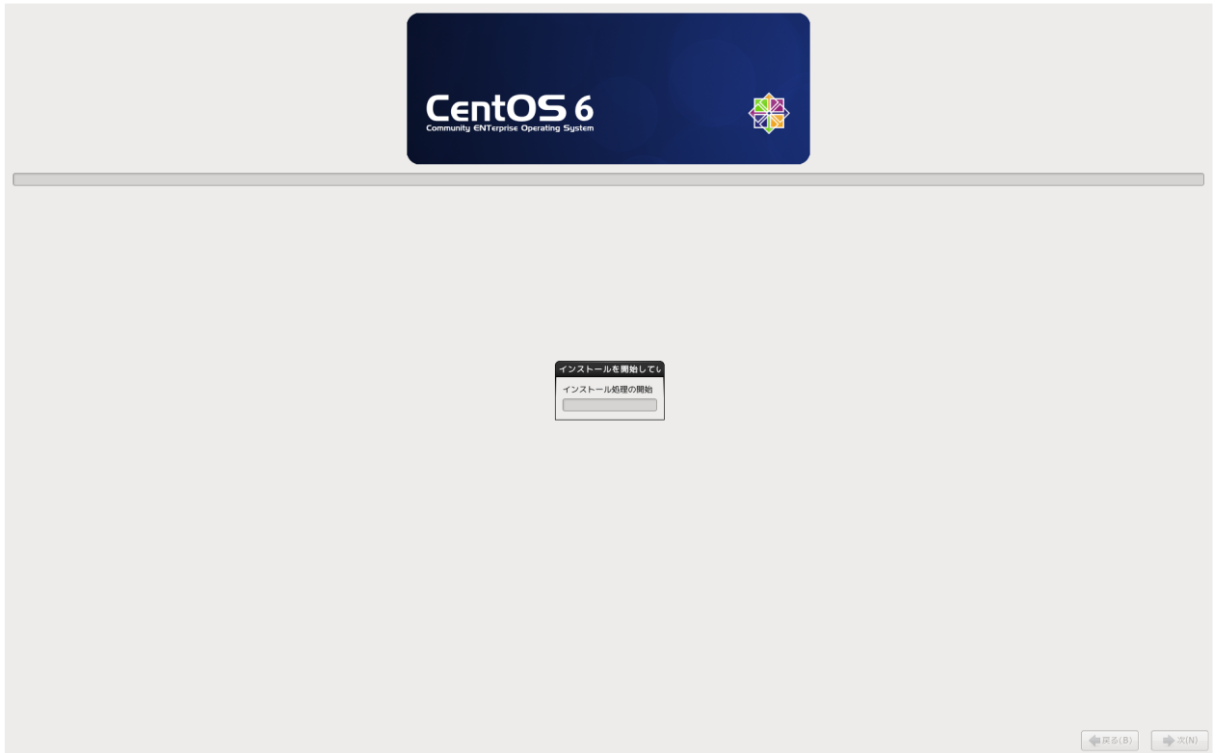 CentOS 6
Community ENTerprise Operating System
インストールを開始してい
インストール処理の開始
戻る(B)
次(N)